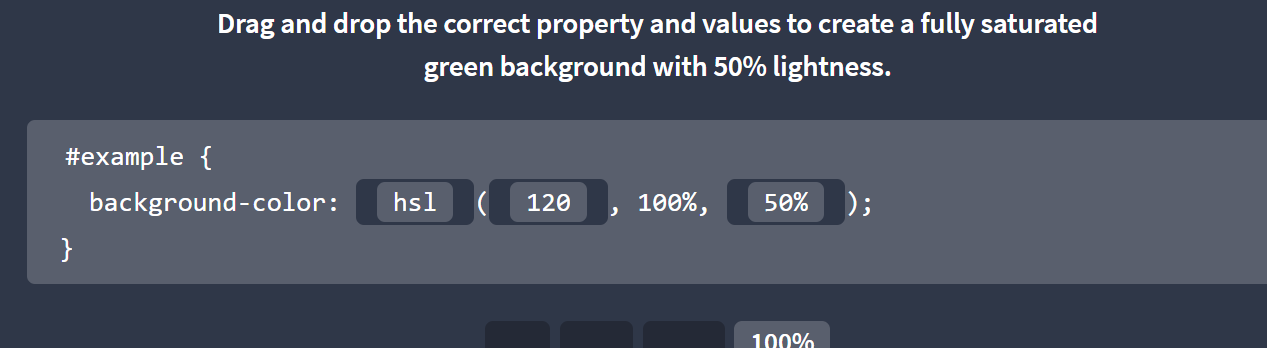 Drag and drop the correct property and values to create a fully saturated
green background with 50% lightness.
#example {
background-color: hsl ( 120 , 100%, 50% );
}
100%